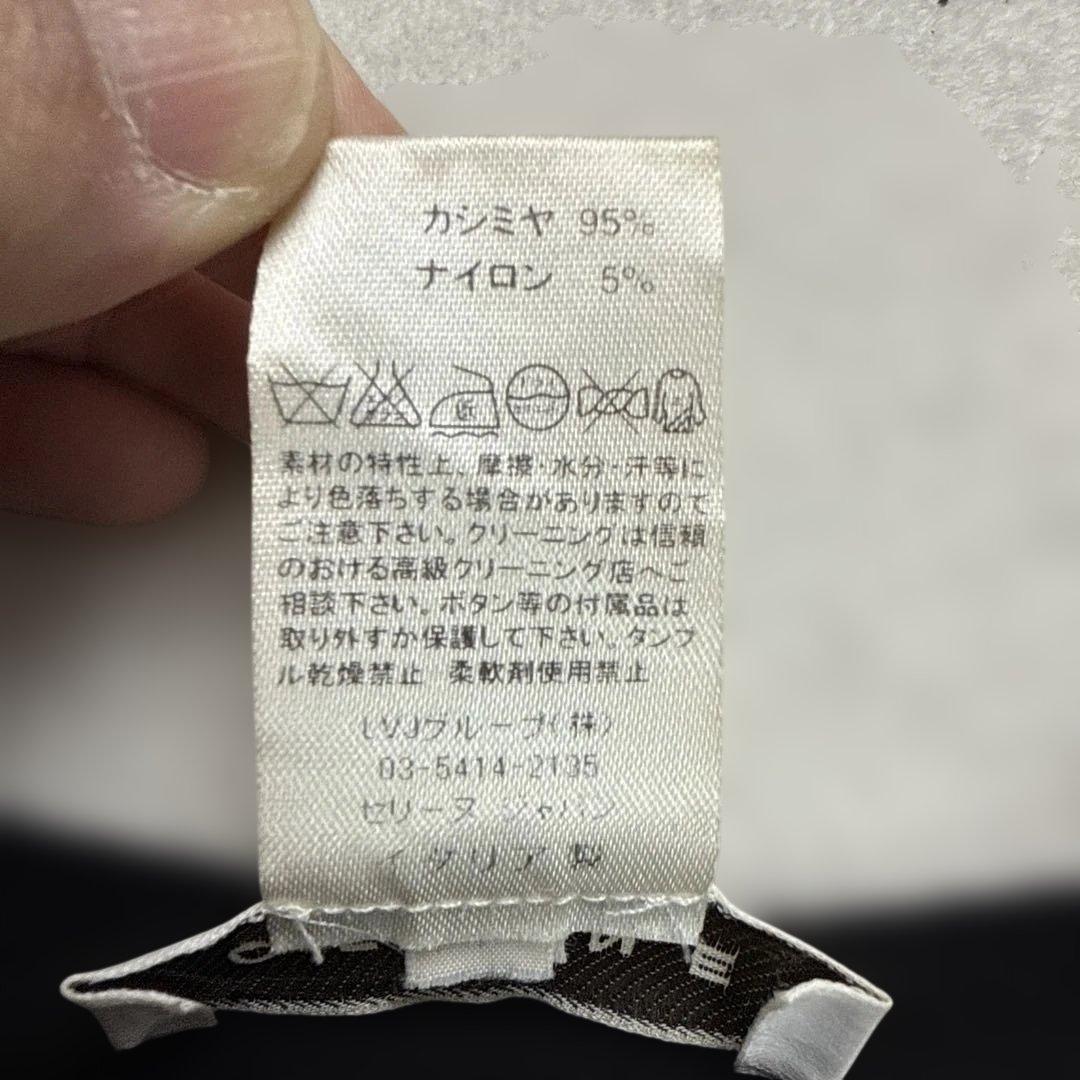 カシミヤ 95%
ナイロン 5%
素材の特性上、摩擦・水分・汗等に
より色落ちする場合がありますので
ご注意下さい。クリーニングは信頼
のおける高級クリーニング店へご
相談下さい。ボタン等の付属品は
取り外すか保護して下さい。タンブ
ル乾燥禁止 柔軟剤使用禁止
LVJグループ(株)
03-5414-2135
セリーヌ ジャパン
イタリア製